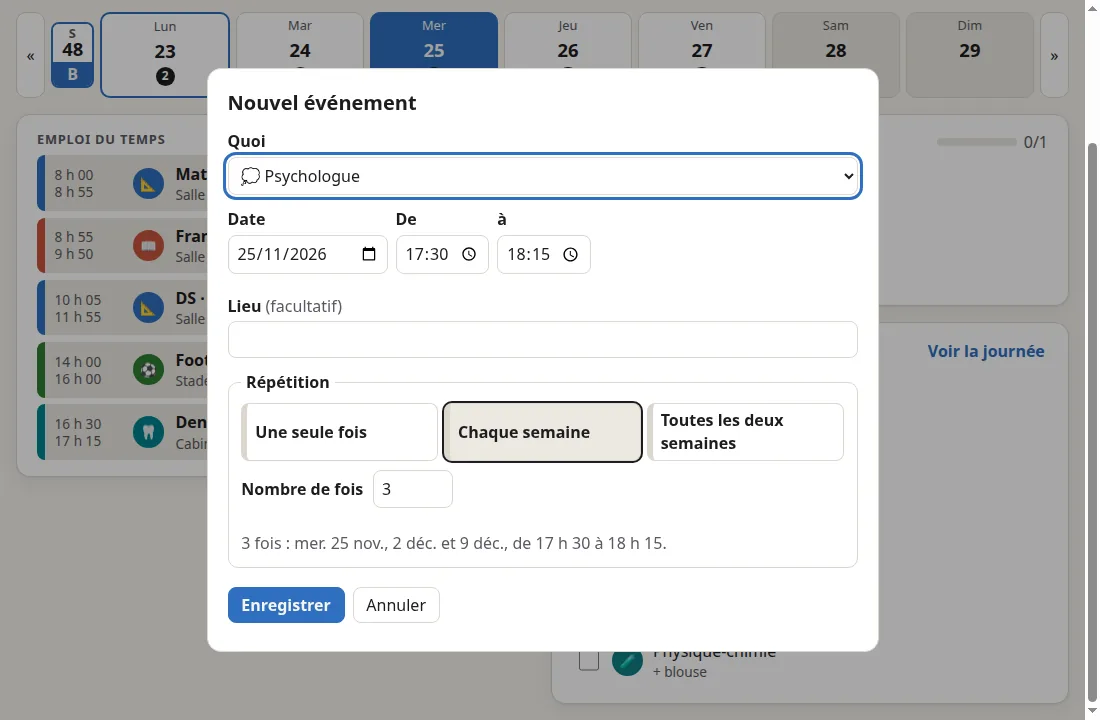 «
S
48
B
Lun
23
2
Mar
24
Mer
25
Jeu
26
Ven
27
Sam
28
Dim
29
»
EMPLOI DU TEMPS
8 h 00
8 h 55
Salle
8 h 55
9 h 50
Salle
10 h 05
11 h 55
DS ·
Salle
14 h 00
16 h 00
16 h 30
17 h 15
0/1
Voir la journée
Nouvel événement
Quoi
Psychologue
Date
De
à
25/11/2026
17:30
18:15
Lieu (facultatif)
Répétition
Une seule fois
Chaque semaine
Toutes les deux
semaines
Nombre de fois
3
3 fois : mer. 25 nov., 2 déc. et 9 déc., de 17 h 30 à 18 h 15.
Enregistrer
Annuler
Physique-chimie
+ blouse